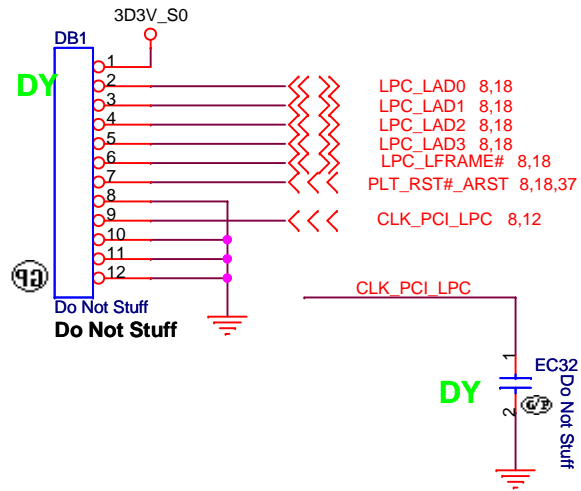 3D3V_S0
DB1
DY
1
2
3
4
5
6
7
8
9
10
11
12
LPC_LAD0 8,18
LPC_LAD1 8,18
LPC_LAD2 8,18
LPC_LAD3 8,18
LPC_LFRAME# 8,18
PLT_RST#_ARST 8,18,37
CLK_PCI_LPC 8,12
Do Not Stuff
Do Not Stuff
CLK_PCI_LPC
1
EC32
DY
2
Do Not Stuff